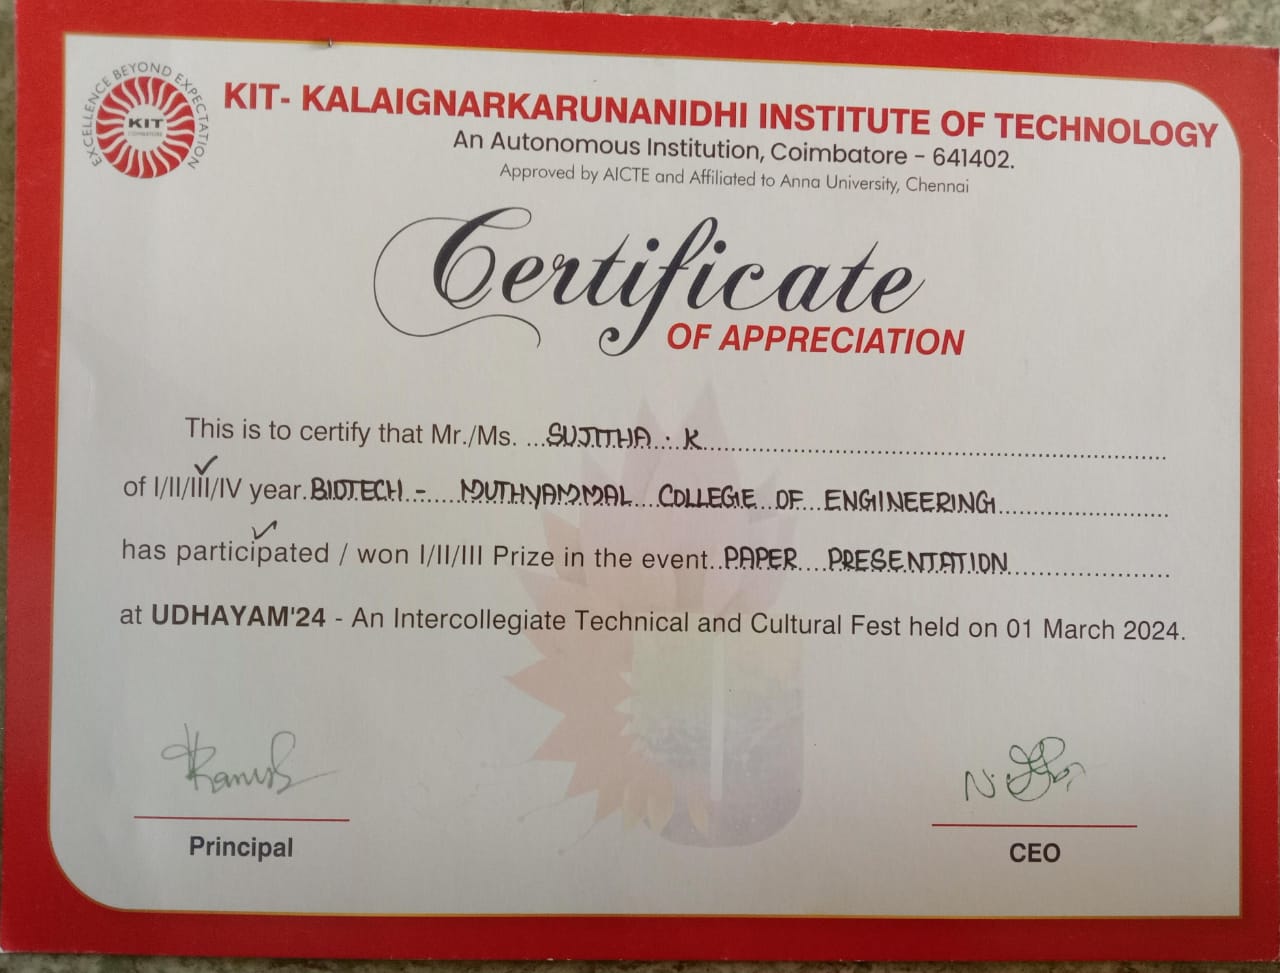 EXCELLENCE BEYOND EXPECTATION
KIT
COIMBATORE
KIT- KALAIGNARKARUNANIDHI INSTITUTE OF TECHNOLOGY
An Autonomous Institution, Coimbatore - 641402.
Approved by AICTE and Affiliated to Anna University, Chennai
Certificate
OF APPRECIATION
This is to certify that Mr./Ms. ...SUJITHA. K
of I/II/III/IV year. BIOTECH - MUTHYAMMAL COLLEGE OF ENGINEERING
has participated / won I/II/III Prize in the event.. PAPER PRESENTATION
at UDHAYAM'24 - An Intercollegiate Technical and Cultural Fest held on 01 March 2024.
Principal
CEO